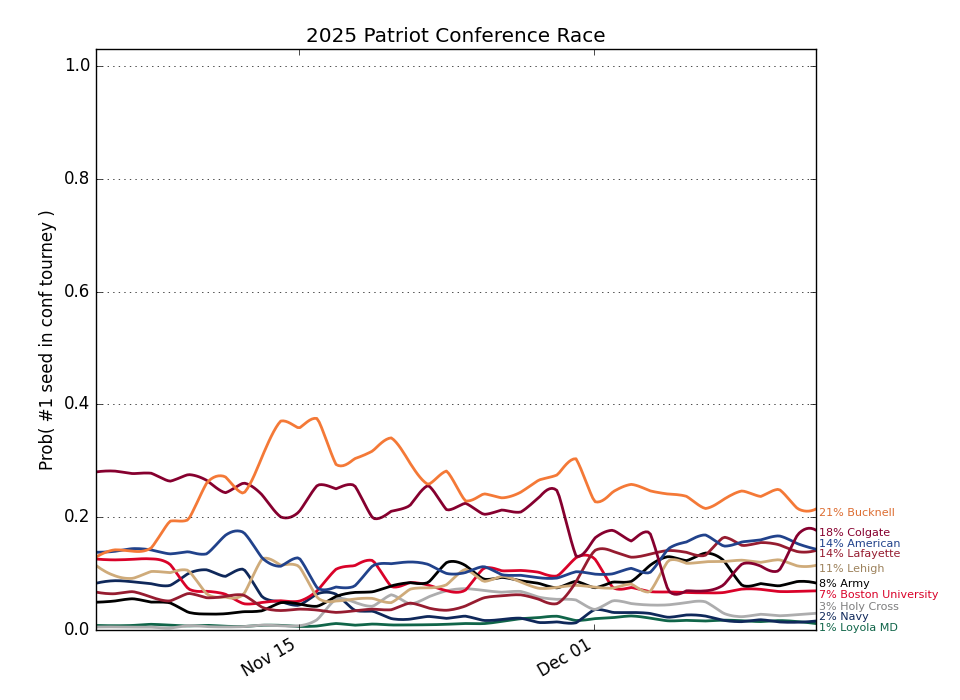 2025 Patriot Conference Race
Prob( #1 seed in conf tourney )
1.0
0.8
0.6
0.4
0.2
0.0
Nov 15
Dec 01
21% Bucknell
18% Colgate
14% American
14% Lafayette
11% Lehigh
8% Army
7% Boston University
3% Holy Cross
2% Navy
1% Loyola MD